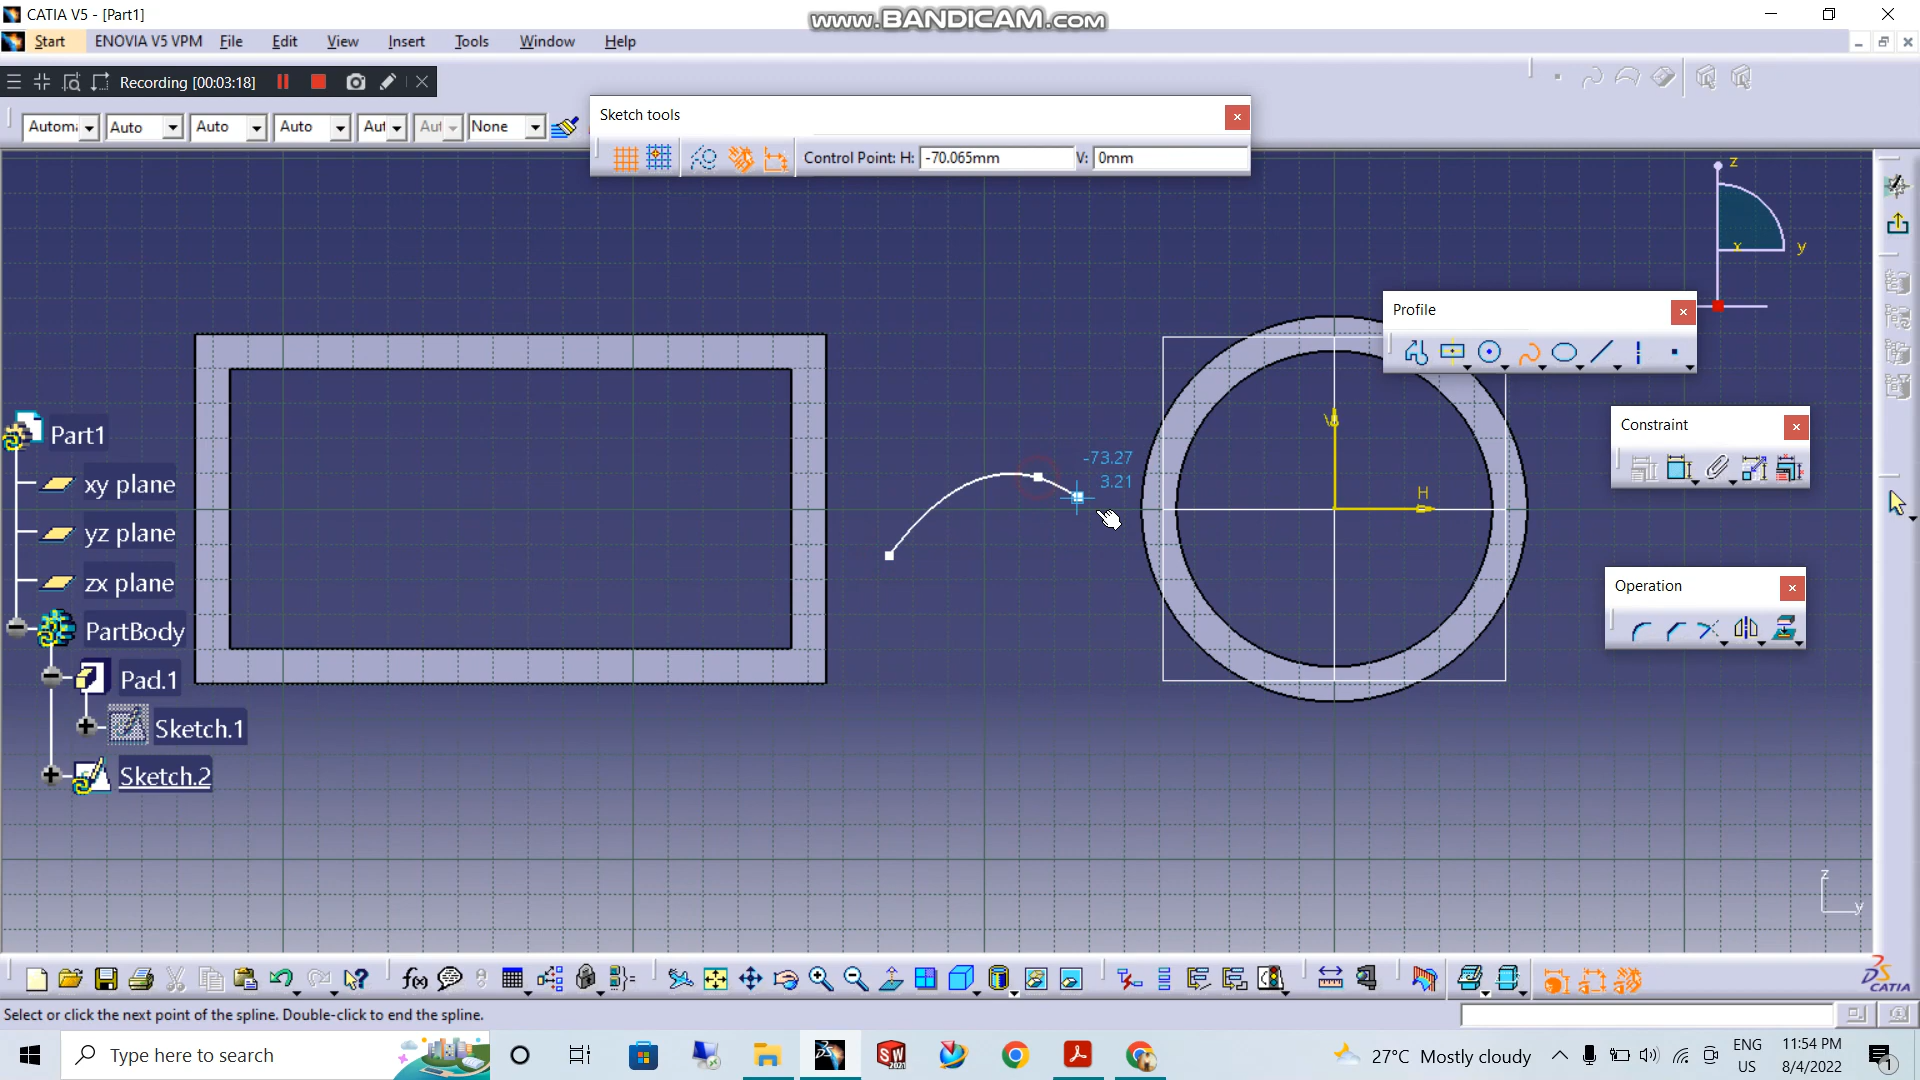 CATIA V5 - [Part1]
www.BANDICAM.com
Start
ENOVIA V5 VPM
File
Edit
View
Insert
Tools
Window
Help
Recording [00:03:18]
Auto
Auto
Auto
None
Sketch tools
Control Point: H: -70.065mm V: 0mm
z
x
y
Profile
Constraint
Operation
-73.27
3.21
V
H
Part1
xy plane
yz plane
zx plane
PartBody
Pad.1
Sketch.1
Sketch.2
z
y
f(x)
CATIA
Select or click the next point of the spline. Double-click to end the spline.
Type here to search
SW
2021
27°C Mostly cloudy
ENG
US
11:54 PM
8/4/2022
1